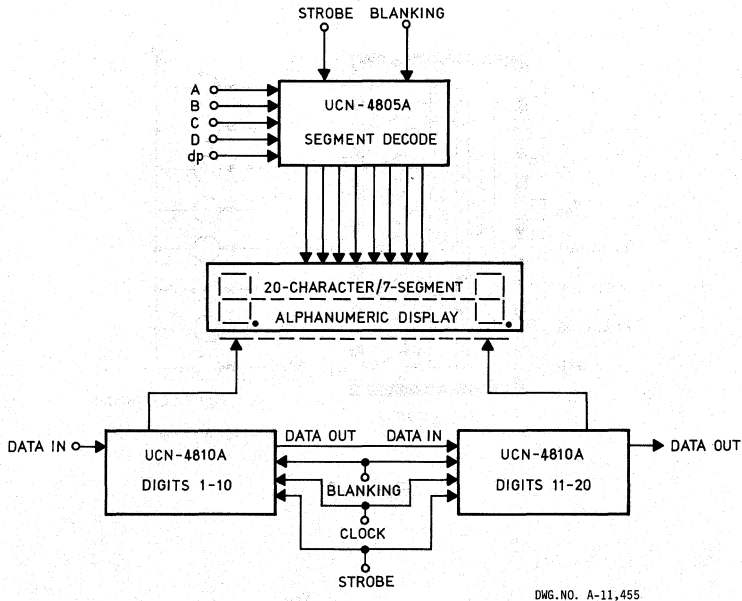 STROBE BLANKING
A
B
C
D
dp
UCN-4805A
SEGMENT DECODE
20-CHARACTER/7-SEGMENT
ALPHANUMERIC DISPLAY
DATA IN
UCN-4810A
DIGITS 1-10
DATA OUT DATA IN
BLANKING
CLOCK
STROBE
UCN-4810A
DIGITS 11-20
DATA OUT
DWG.NO. A-11,455